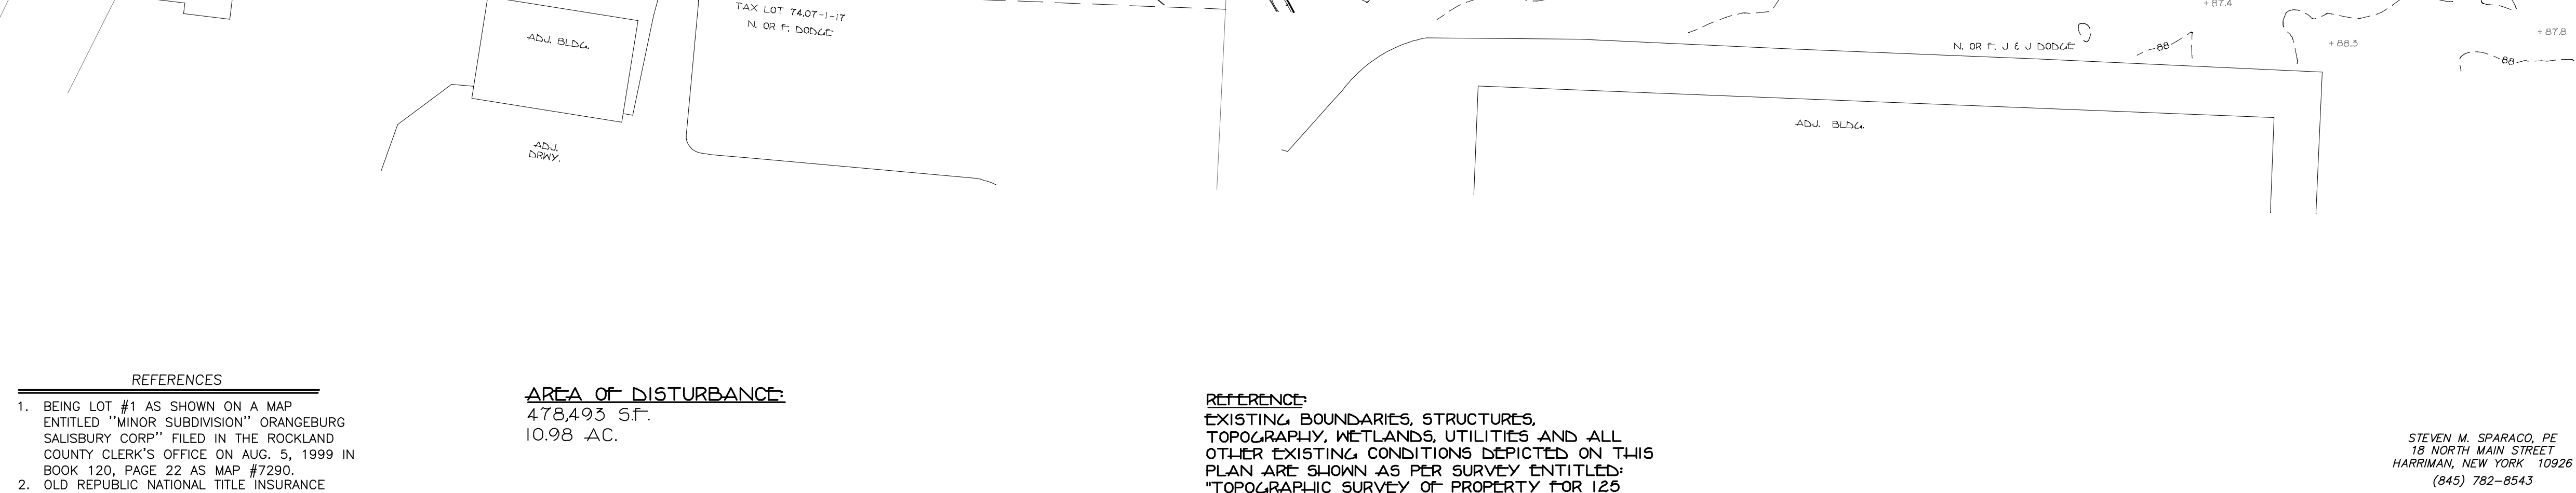 TAX LOT 74.07-1-17
N. OR F. DODGE
ADJ. BLDG.
ADJ.
DRWY.
N. OR F. J & J DODGE
88
+87.4
+88.3
+87.8
88
ADJ. BLDG.
REFERENCES
1. BEING LOT #1 AS SHOWN ON A MAP
ENTITLED "MINOR SUBDIVISION" ORANGEBURG
SALISBURY CORP" FILED IN THE ROCKLAND
COUNTY CLERK'S OFFICE ON AUG. 5, 1999 IN
BOOK 120, PAGE 22 AS MAP #7290.
2. OLD REPUBLIC NATIONAL TITLE INSURANCE
AREA OF DISTURBANCE:
478,493 S.F.
10.98 AC.
REFERENCE:
EXISTING BOUNDARIES, STRUCTURES,
TOPOGRAPHY, WETLANDS, UTILITIES AND ALL
OTHER EXISTING CONDITIONS DEPICTED ON THIS
PLAN ARE SHOWN AS PER SURVEY ENTITLED:
"TOPOGRAPHIC SURVEY OF PROPERTY FOR 125
STEVEN M. SPARACO, PE
18 NORTH MAIN STREET
HARRIMAN, NEW YORK 10926
(845) 782-8543